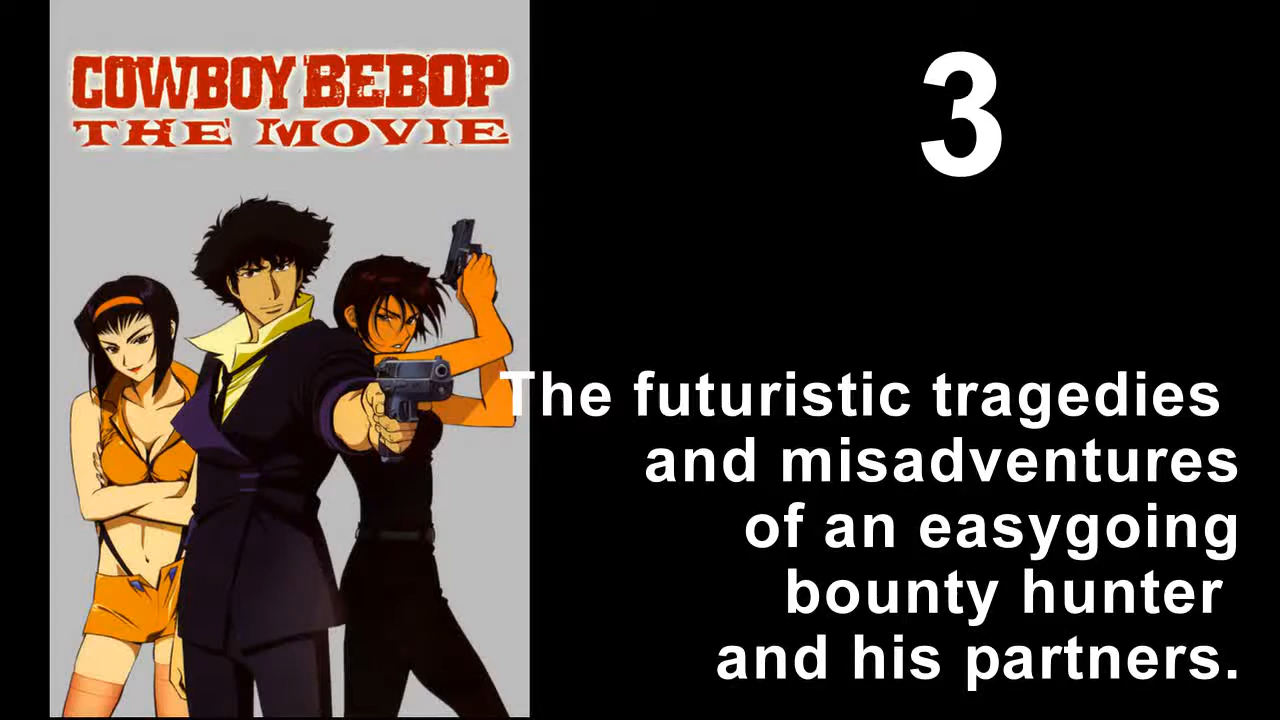 COWBOY BEBOP
THE MOVIE
3
The futuristic tragedies
and misadventures
of an easygoing
bounty hunter
and his partners.